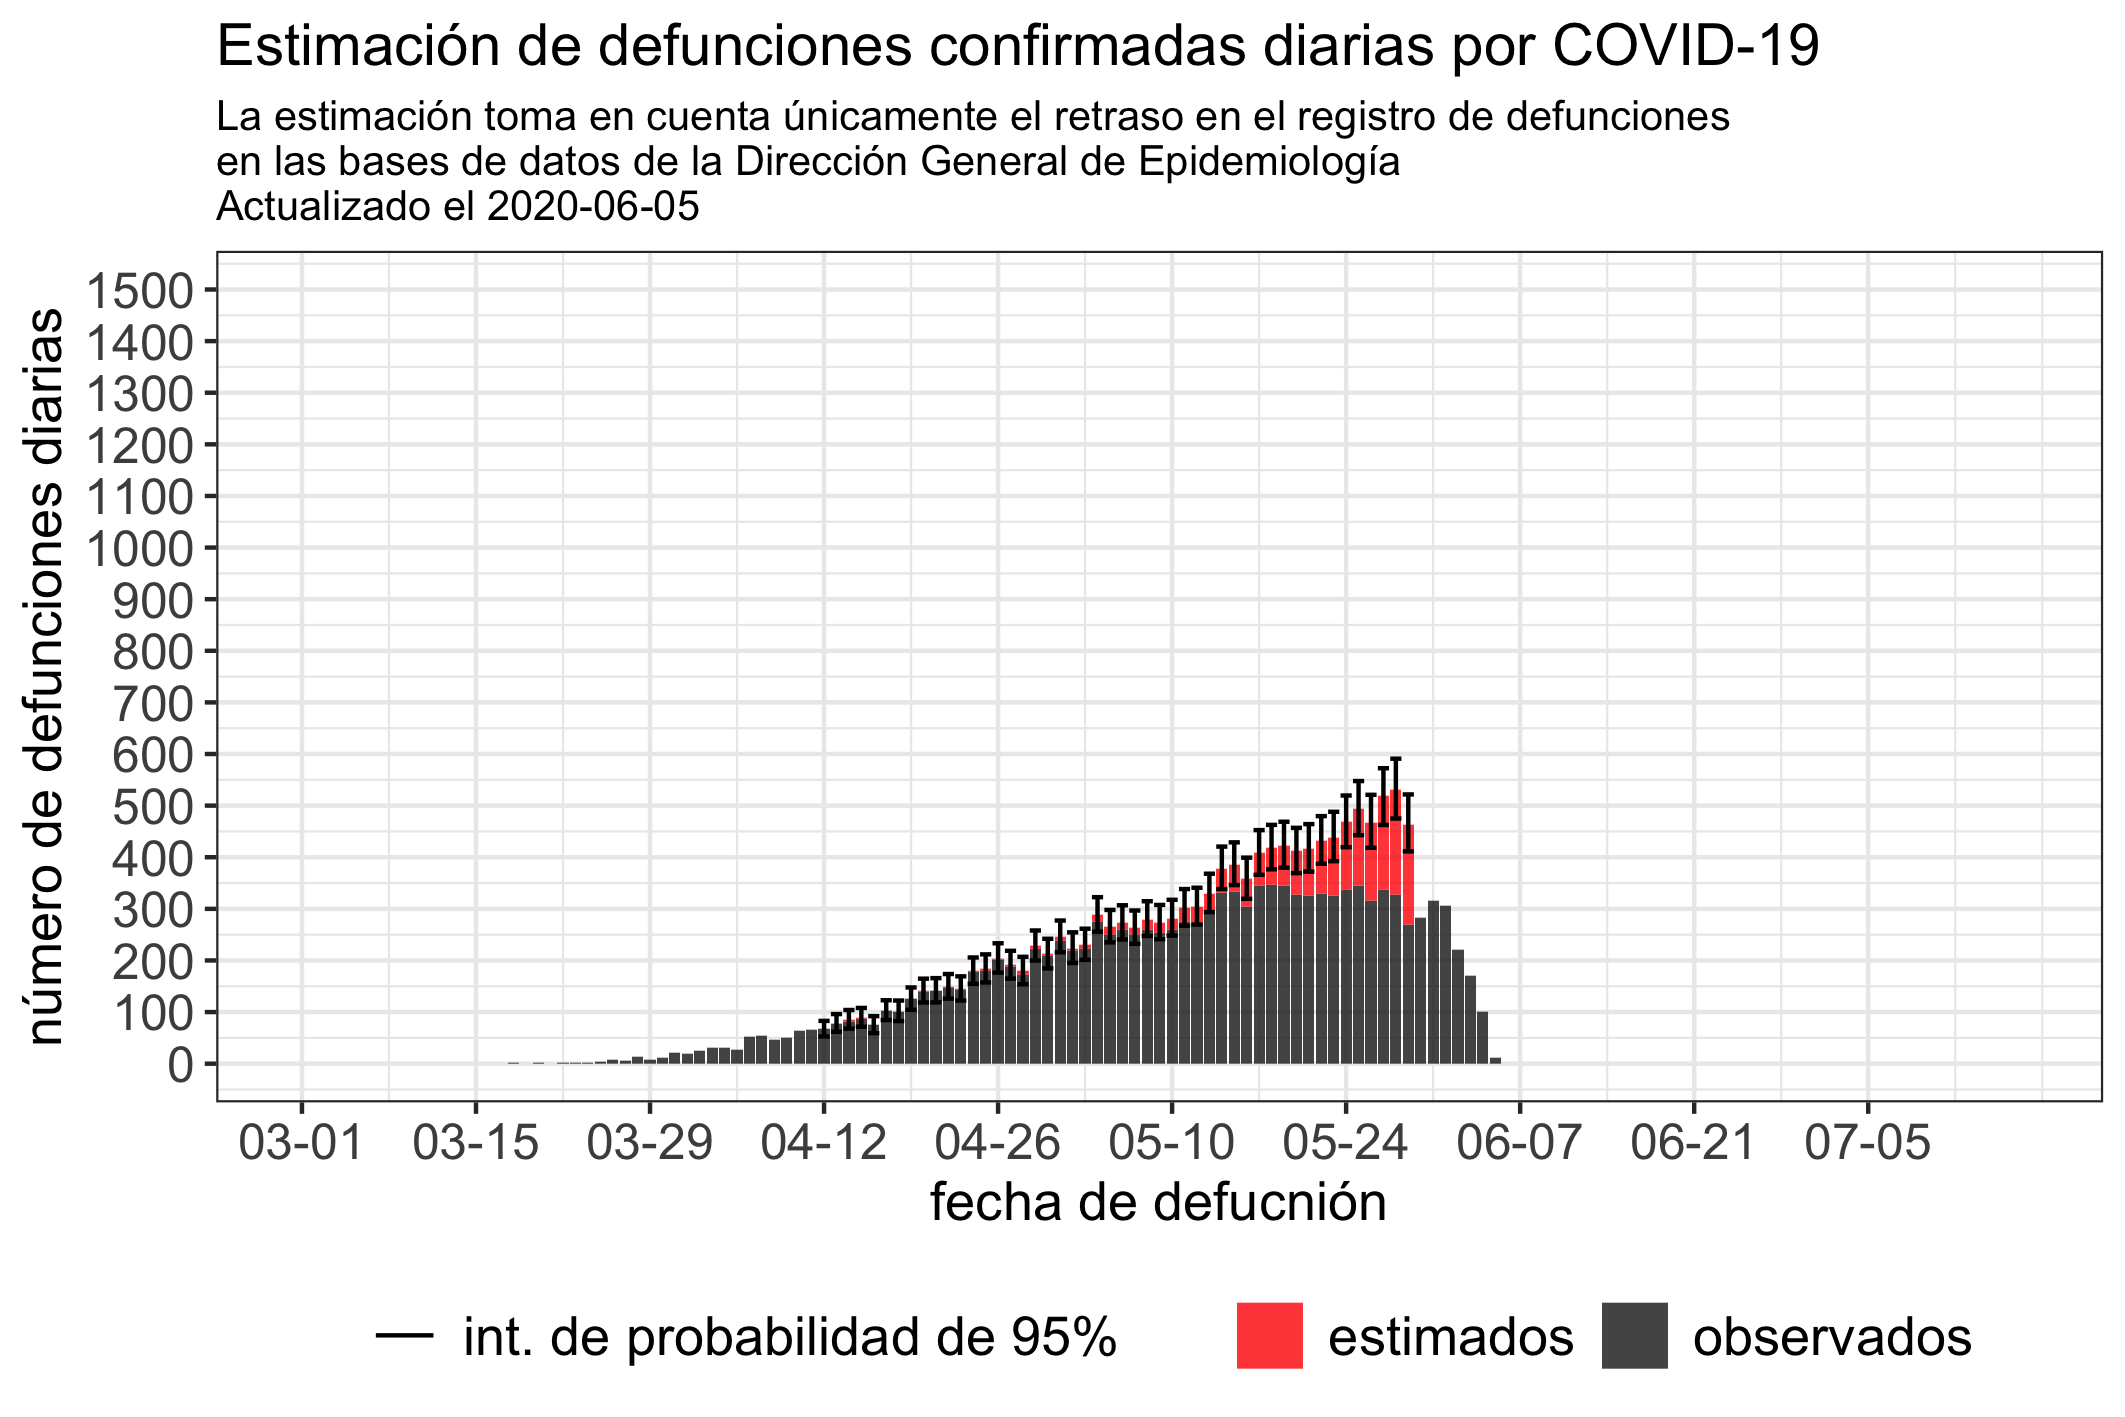 Estimación de defunciones confirmadas diarias por COVID-19
La estimación toma en cuenta únicamente el retraso en el registro de defunciones
en las bases de datos de la Dirección General de Epidemiología
Actualizado el 2020-06-05
número de defunciones diarias
1500
1400
1300
1200
1100
1000
900
800
700
600
500
400
300
200
100
0
03-01 03-15 03-29 04-12 04-26 05-10 05-24 06-07 06-21 07-05
fecha de defucnión
int. de probabilidad de 95% estimados observados